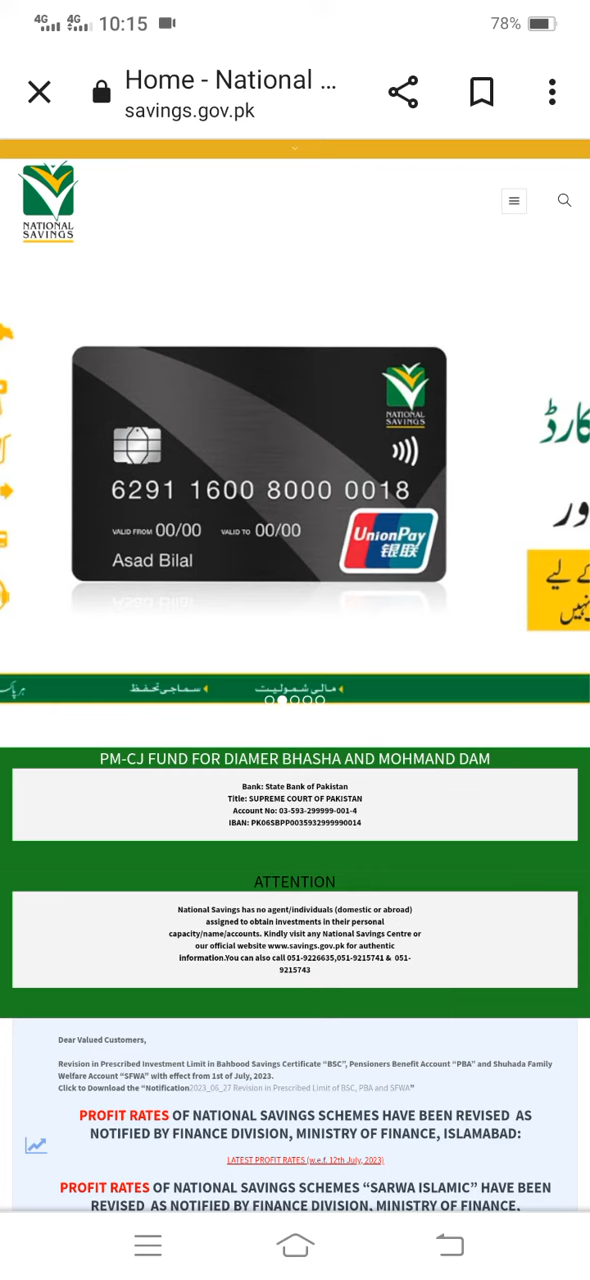 4G 4G 10:15 78%
Home - National ...
savings.gov.pk
NATIONAL
SAVINGS
NATIONAL
SAVINGS
کارڈ
6291 1600 8000 0018
اور
VALID FROM 00/00 VALID TO 00/00
UnionPay
银联
Asad Bilal
کے لیے
نہیں
مالی شمولیت
سماجی تحفظ
PM-CJ FUND FOR DIAMER BHASHA AND MOHMAND DAM
Bank: State Bank of Pakistan
Title: SUPREME COURT OF PAKISTAN
Account No: 03-593-299999-001-4
IBAN: PK06SBPP0035932999990014
ATTENTION
National Savings has no agent/individuals (domestic or abroad)
assigned to obtain investments in their personal
capacity/name/accounts. Kindly visit any National Savings Centre or
our official website www.savings.gov.pk for authentic
information.You can also call 051-9226635,051-9215741 & 051-
9215743
Dear Valued Customers,
Revision in Prescribed Investment Limit in Bahbood Savings Certificate “BSC”, Pensioners Benefit Account “PBA” and Shuhada Family
Welfare Account “SFWA” with effect from 1st of July, 2023.
Click to Download the “Notification2023_06_27 Revision in Prescribed Limit of BSC, PBA and SFWA”
PROFIT RATES OF NATIONAL SAVINGS SCHEMES HAVE BEEN REVISED AS
NOTIFIED BY FINANCE DIVISION, MINISTRY OF FINANCE, ISLAMABAD:
LATEST PROFIT RATES (w.e.f. 12th July, 2023)
PROFIT RATES OF NATIONAL SAVINGS SCHEMES “SARWA ISLAMIC” HAVE BEEN
REVISED AS NOTIFIED BY FINANCE DIVISION, MINISTRY OF FINANCE,